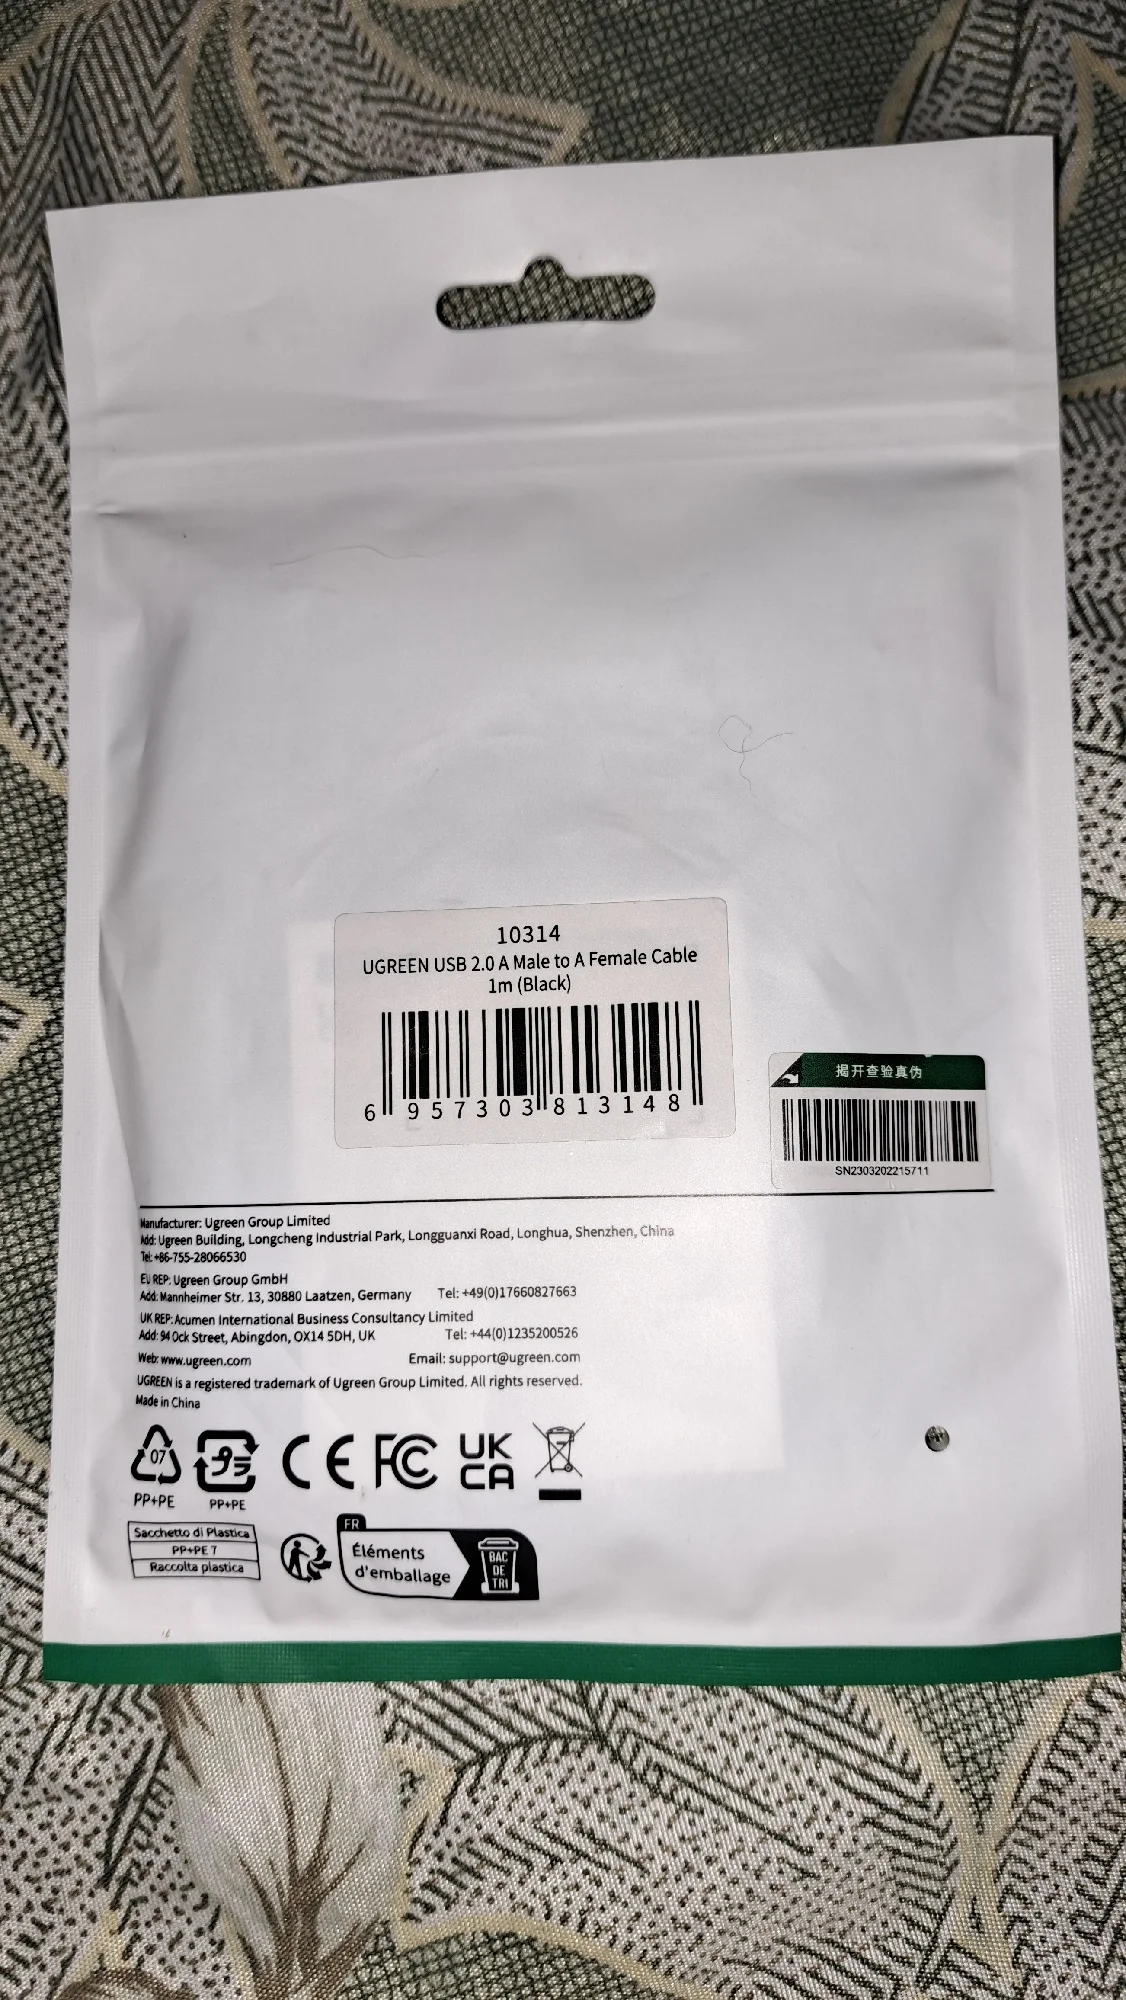 10314
UGREEN USB 2.0 A Male to A Female Cable
1m (Black)
6 957303 813148
揭开查验真伪
SN2303202215711
Manufacturer: Ugreen Group Limited
Add: Ugreen Building, Longcheng Industrial Park, Longguanxi Road, Longhua, Shenzhen, China
Tel: +86-755-28066530
EU REP: Ugreen Group GmbH
Add: Mannheimer Str. 13, 30880 Laatzen, Germany Tel: +49(0)17660827663
UK REP: Acumen International Business Consultancy Limited
Add: 94 Ock Street, Abingdon, OX14 5DH, UK Tel: +44(0)1235200526
Web: www.ugreen.com Email: support@ugreen.com
UGREEN is a registered trademark of Ugreen Group Limited. All rights reserved.
Made in China
07
PP+PE
プラ
PP+PE
CE
FC
UK
CA
Sacchetto di Plastica
PP+PE 7
Raccolta plastica
FR
Éléments
d'emballage
BAC
DE
TRI